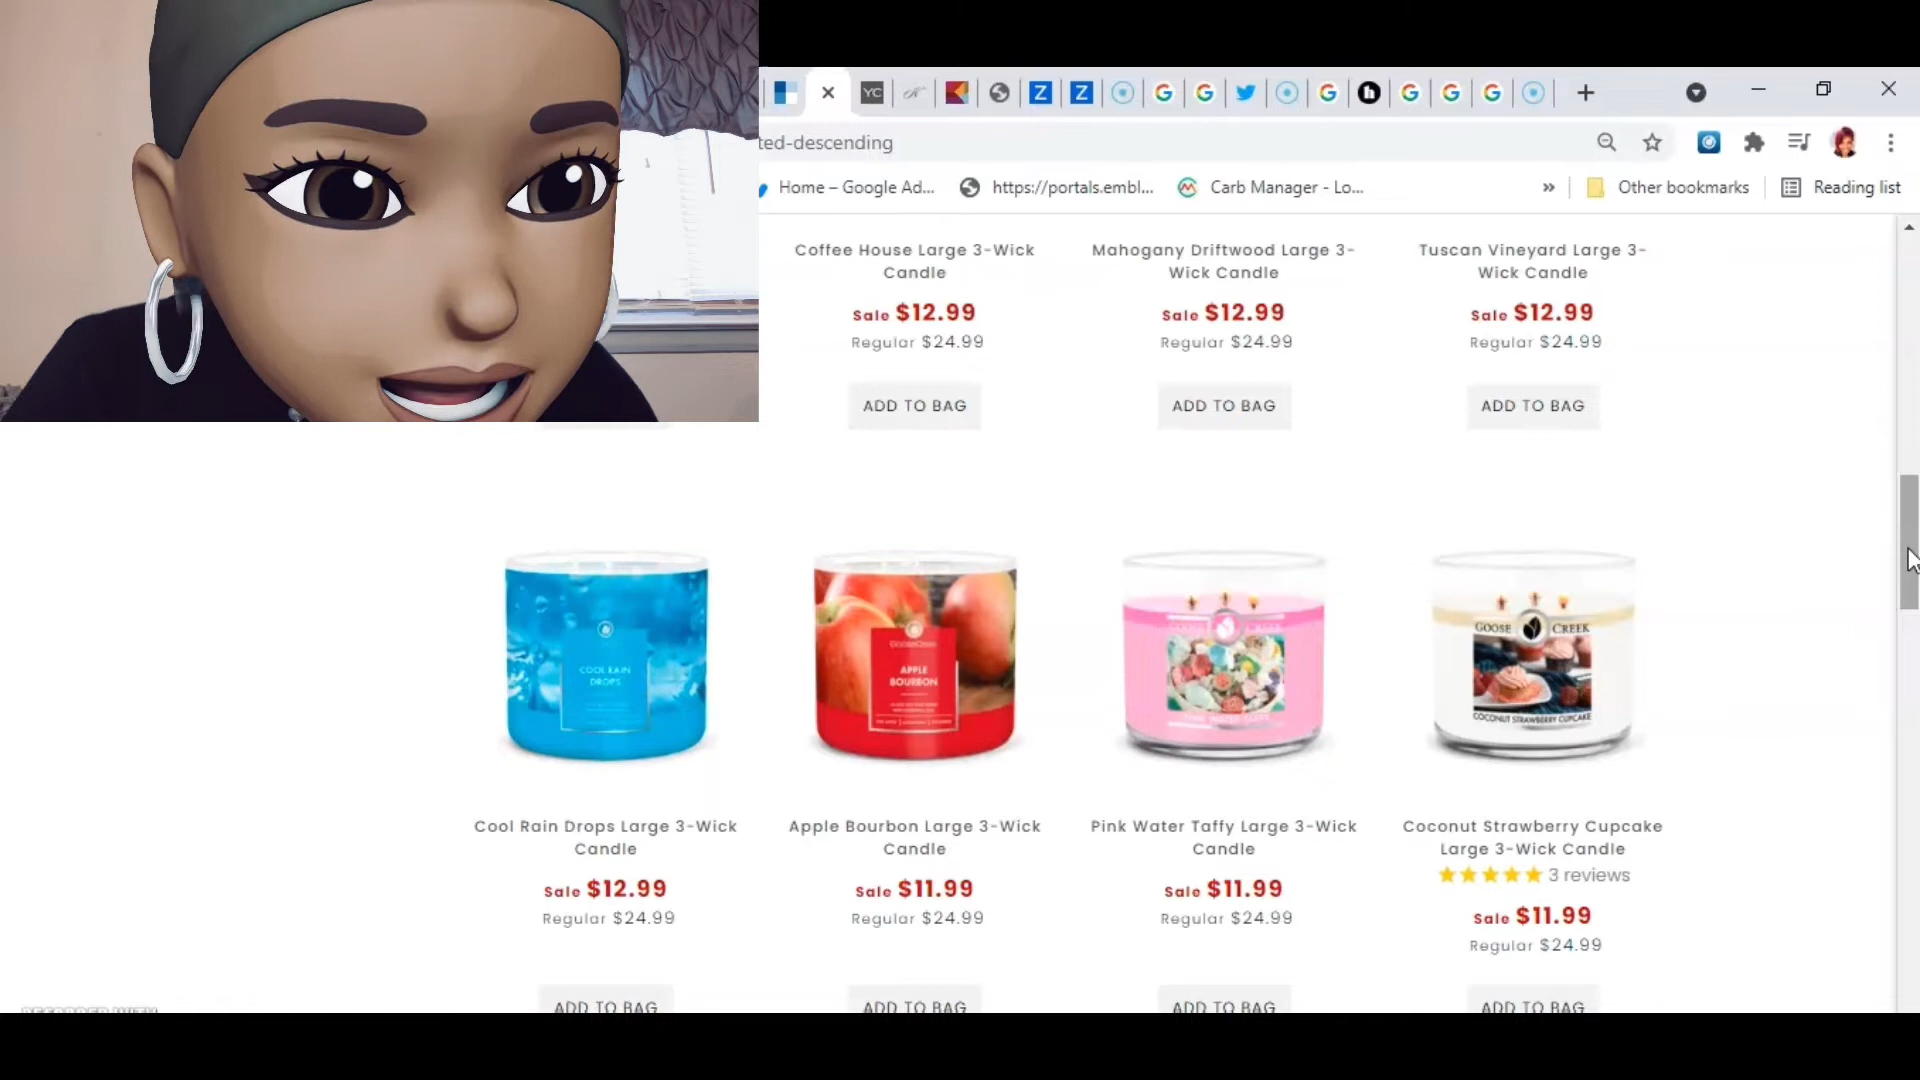 YC
Z
Z
ted-descending
Home – Google Ad...
https://portals.embl...
Carb Manager - Lo...
»
Other bookmarks
Reading list
Coffee House Large 3-Wick
Candle
Sale $12.99
Regular $24.99
ADD TO BAG
Mahogany Driftwood Large 3-
Wick Candle
Sale $12.99
Regular $24.99
ADD TO BAG
Tuscan Vineyard Large 3-
Wick Candle
Sale $12.99
Regular $24.99
ADD TO BAG
COOL RAIN
DROPS
APPLE
BOURBON
GOOSE CREEK
COCONUT STRAWBERRY CUPCAKE
Cool Rain Drops Large 3-Wick
Candle
Sale $12.99
Regular $24.99
ADD TO BAG
Apple Bourbon Large 3-Wick
Candle
Sale $11.99
Regular $24.99
ADD TO BAG
Pink Water Taffy Large 3-Wick
Candle
Sale $11.99
Regular $24.99
ADD TO BAG
Coconut Strawberry Cupcake
Large 3-Wick Candle
3 reviews
Sale $11.99
Regular $24.99
ADD TO BAG
RECORDED WITH